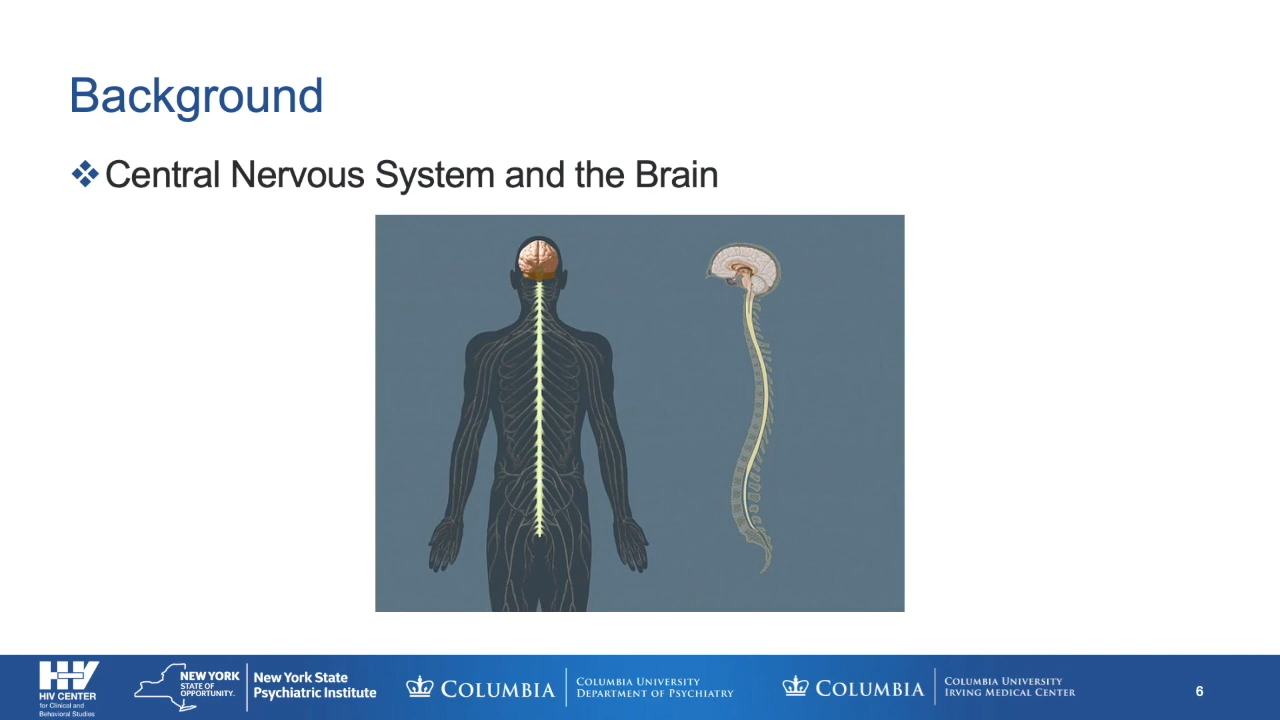 Background
❖ Central Nervous System and the Brain
HIV CENTER
for Clinical and
Behavioral Studies
NEW YORK
STATE OF
OPPORTUNITY.
New York State
Psychiatric Institute
COLUMBIA
COLUMBIA UNIVERSITY
DEPARTMENT OF PSYCHIATRY
COLUMBIA
COLUMBIA UNIVERSITY
IRVING MEDICAL CENTER
6